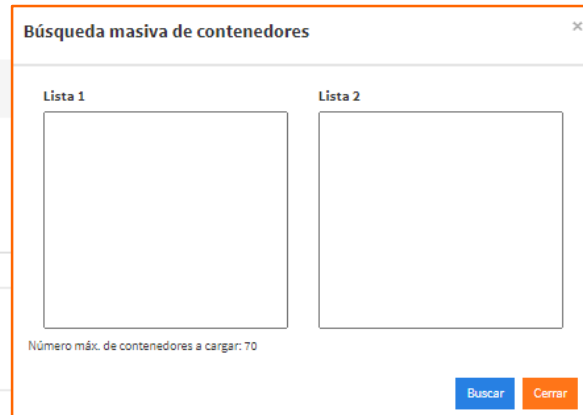 Búsqueda masiva de contenedores
×
Lista 1
Lista 2
Número máx. de contenedores a cargar: 70
Buscar
Cerrar